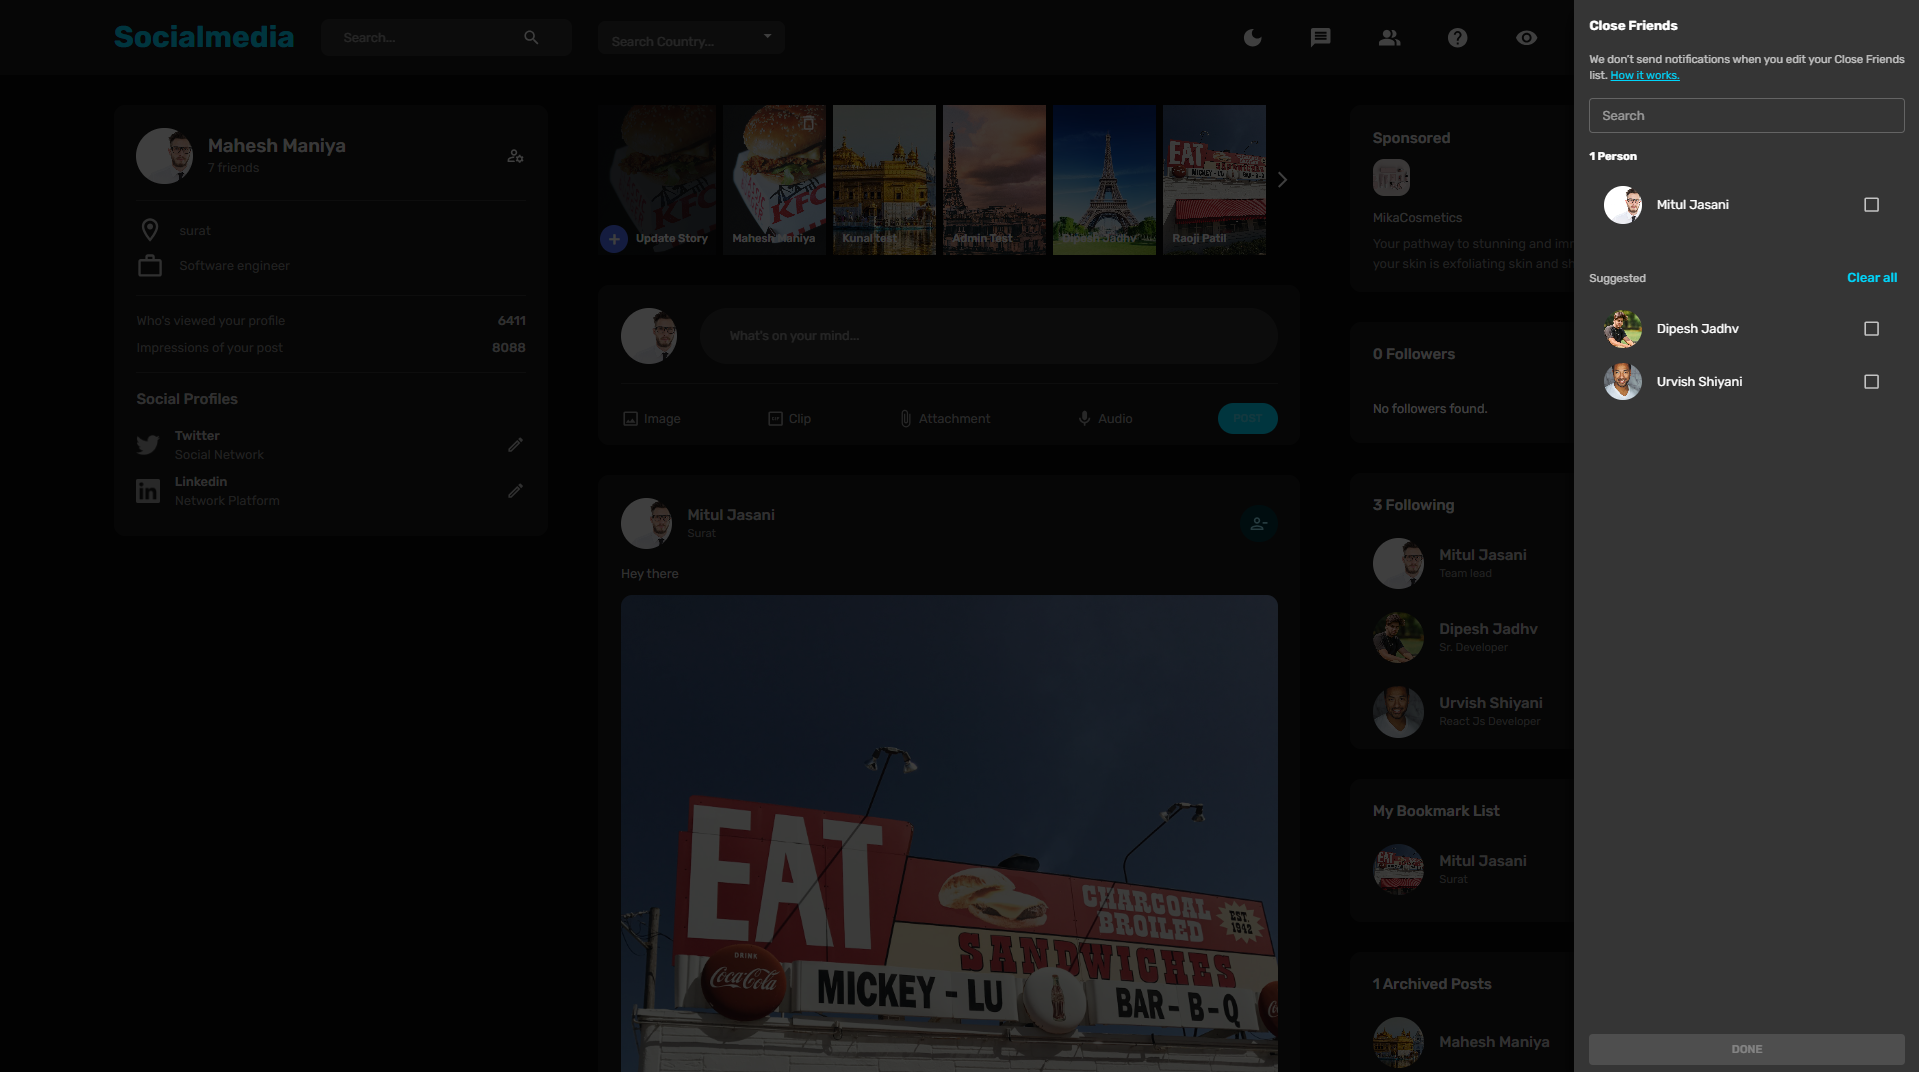 Socialmedia
Search...
Search Country...
Mahesh Maniya
7 friends
surat
Software engineer
Who's viewed your profile 6411
Impressions of your post 8088
Social Profiles
Twitter
Social Network
Linkedin
Network Platform
Update Story
Mahesh Maniya
Kunal test
Admin Test
Dipesh Jadhv
Raoji Patil
What's on your mind...
Image
Clip
Attachment
Audio
POST
Mitul Jasani
Surat
Hey there
EAT
CHARCOAL
BROILED
EST.
1942
SANDWICHES
DRINK
Coca-Cola
MICKEY-LU
BAR-B-Q
Sponsored
MikaCosmetics
Your pathway to stunning and
your skin is exfoliating skin and
0 Followers
No followers found.
3 Following
Mitul Jasani
Team lead
Dipesh Jadhv
Sr. Developer
Urvish Shiyani
React Js Developer
My Bookmark List
Mitul Jasani
Surat
1 Archived Posts
Mahesh Maniya
Close Friends
We don't send notifications when you edit your Close Friends
list. How it works.
Search
1 Person
Mitul Jasani
Suggested
Clear all
Dipesh Jadhv
Urvish Shiyani
DONE